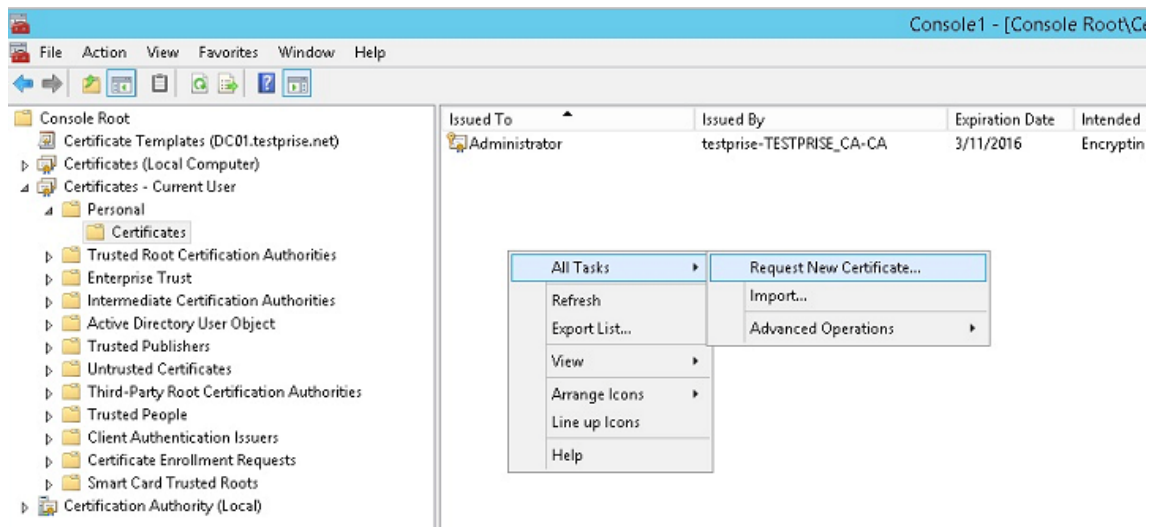 Console1 - [Console Root\Ce
File Action View Favorites Window Help
Console Root
Certificate Templates (DC01.testprise.net)
Certificates (Local Computer)
Certificates - Current User
Personal
Certificates
Trusted Root Certification Authorities
Enterprise Trust
Intermediate Certification Authorities
Active Directory User Object
Trusted Publishers
Untrusted Certificates
Third-Party Root Certification Authorities
Trusted People
Client Authentication Issuers
Certificate Enrollment Requests
Smart Card Trusted Roots
Certification Authority (Local)
Issued To Issued By Expiration Date Intended
Administrator testprise-TESTPRISE_CA-CA 3/11/2016 Encryptin
All Tasks
Refresh
Export List...
View
Arrange Icons
Line up Icons
Help
Request New Certificate...
Import...
Advanced Operations